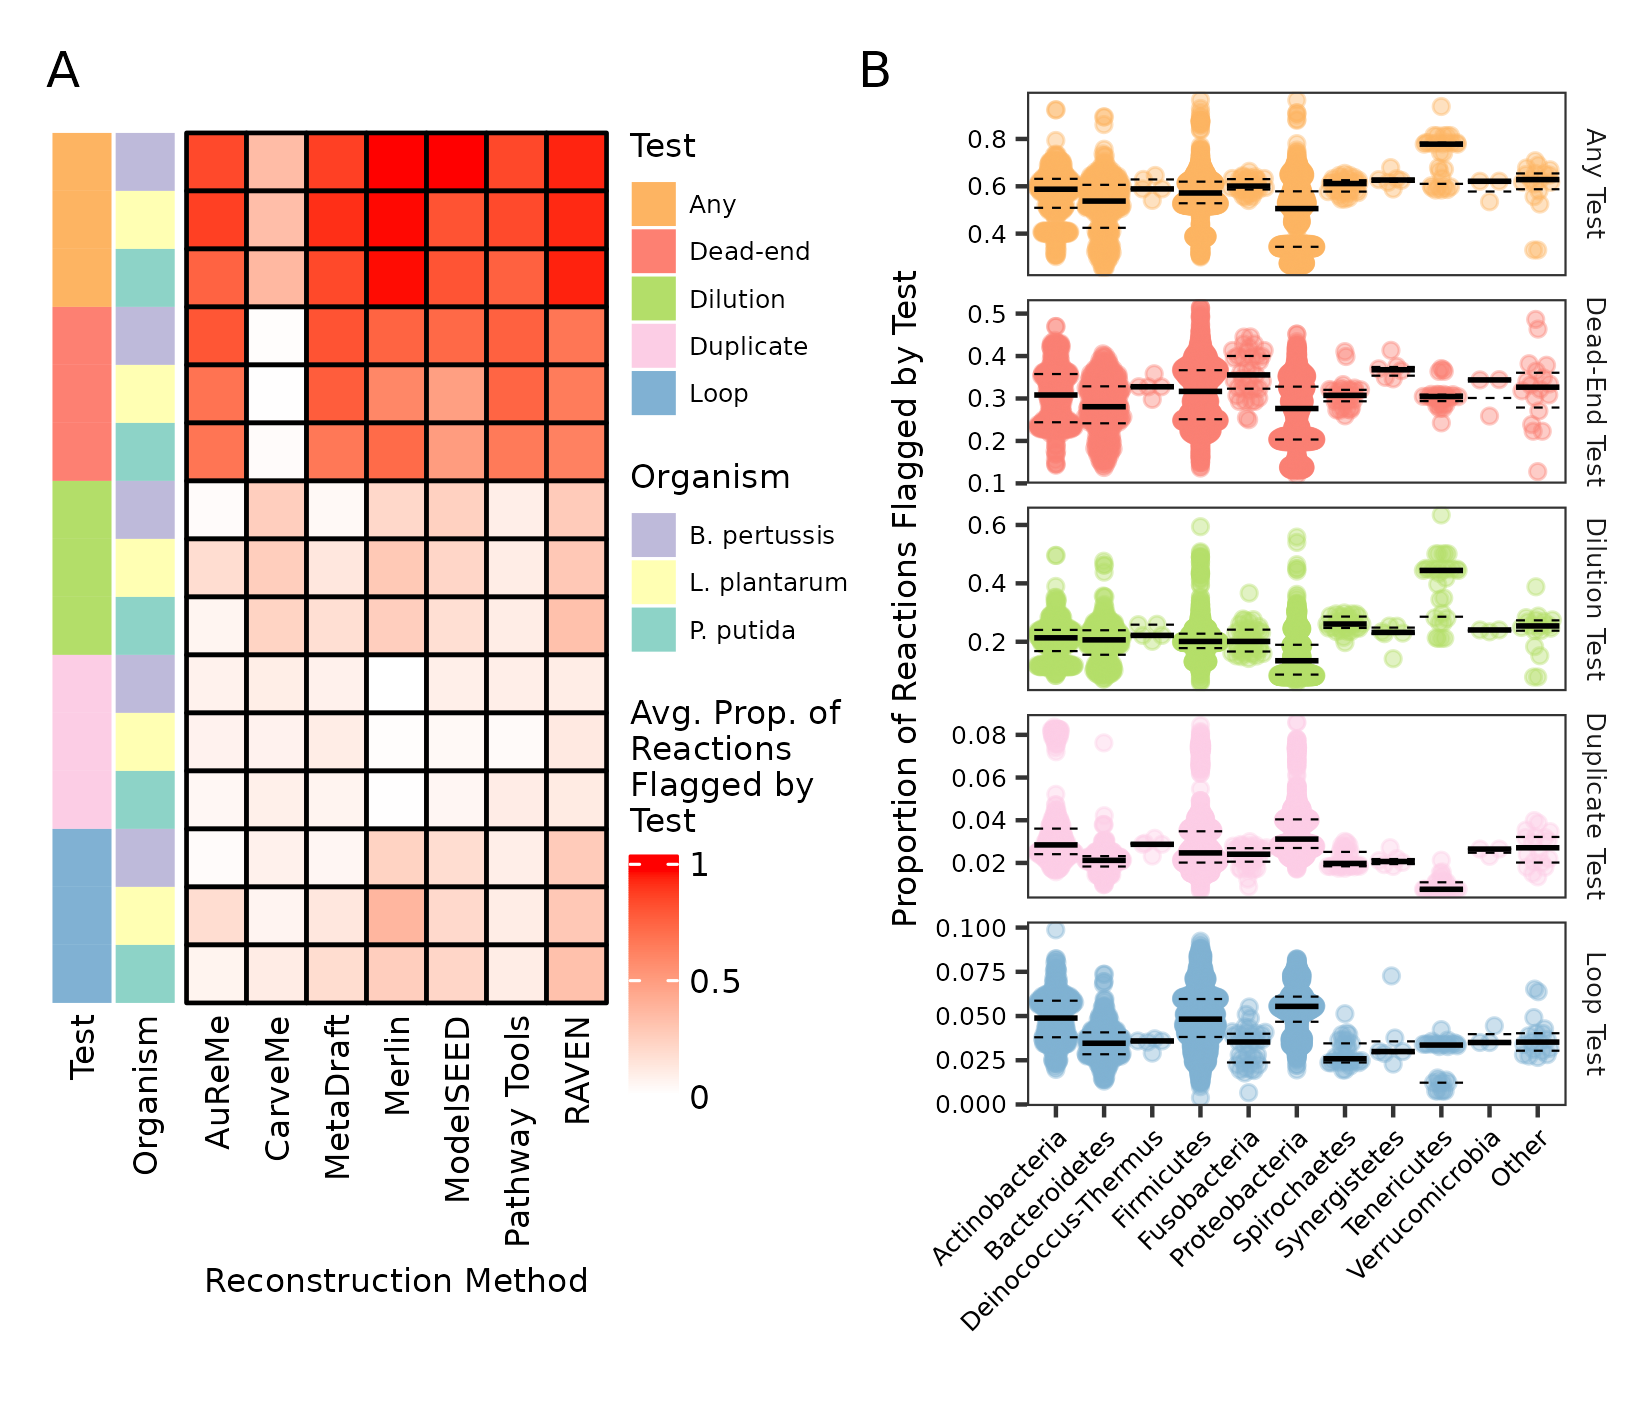 A
Test
Any
Dead-end
Dilution
Duplicate
Loop
Organism
B. pertussis
L. plantarum
P. putida
Avg. Prop. of
Reactions
Flagged by
Test
1
0.5
0
Test
Organism
AuReMe
CarveMe
MetaDraft
Merlin
ModelSEED
Pathway Tools
RAVEN
Reconstruction Method
B
Proportion of Reactions Flagged by Test
0.8
0.6
0.4
Any Test
0.5
0.4
0.3
0.2
0.1
Dead-End Test
0.6
0.4
0.2
Dilution Test
0.08
0.06
0.04
0.02
Duplicate Test
0.100
0.075
0.050
0.025
0.000
Loop Test
Actinobacteria
Bacteroidetes
Deinococcus-Thermus
Firmicutes
Fusobacteria
Proteobacteria
Spirochaetes
Synergistetes
Tenericutes
Verrucomicrobia
Other